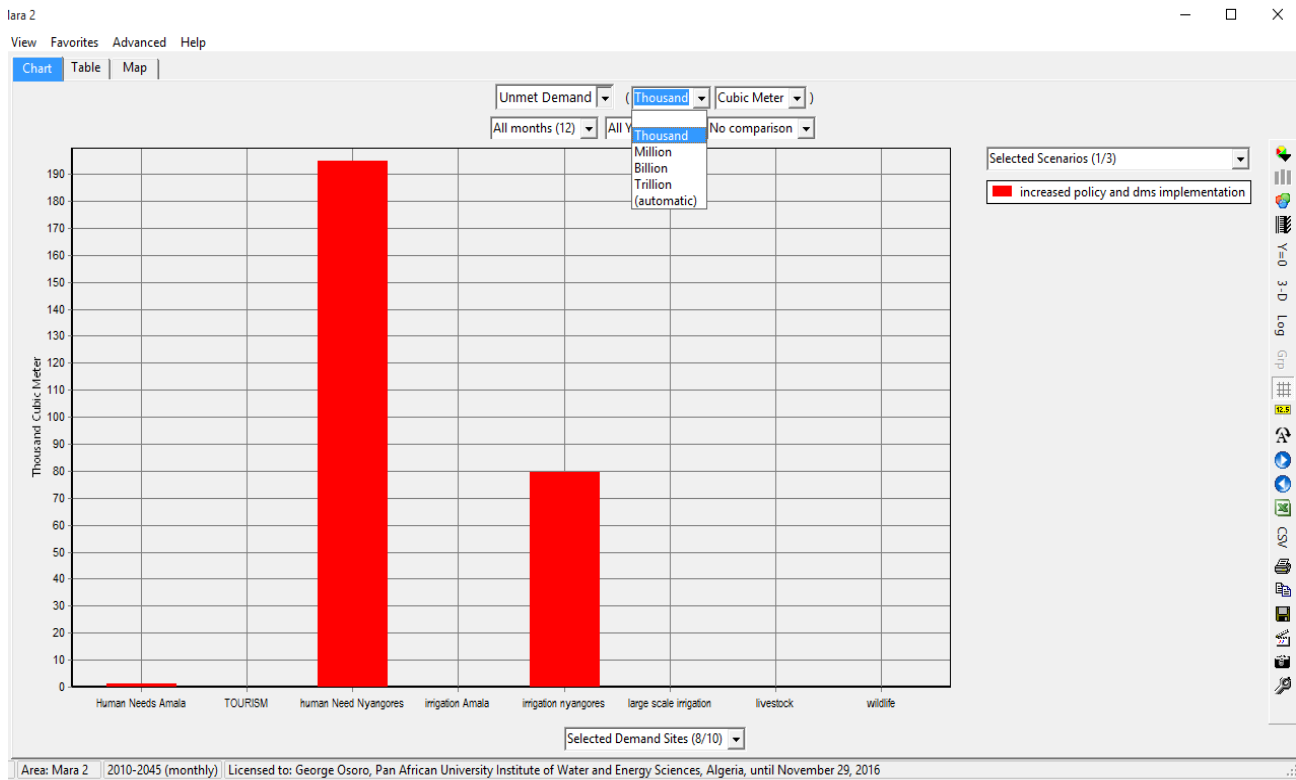 lara 2
View Favorites Advanced Help
Chart Table Map
Unmet Demand ( Thousand Cubic Meter )
All months (12) All Y No comparison
Thousand
Million
Billion
Trillion
(automatic)
Selected Scenarios (1/3)
increased policy and dms implementation
190
180
170
160
150
140
130
120
110
100
90
80
70
60
50
40
30
20
10
0
Thousand Cubic Meter
Human Needs Amala TOURISM human Need Nyangores irrigation Amala irrigation nyangores large scale irrigation livestock wildlife
Selected Demand Sites (8/10)
Y=0
3-D
Log
Grp
12.5
A
CSV
Area: Mara 2 2010-2045 (monthly) Licensed to: George Osoro, Pan African University Institute of Water and Energy Sciences, Algeria, until November 29, 2016